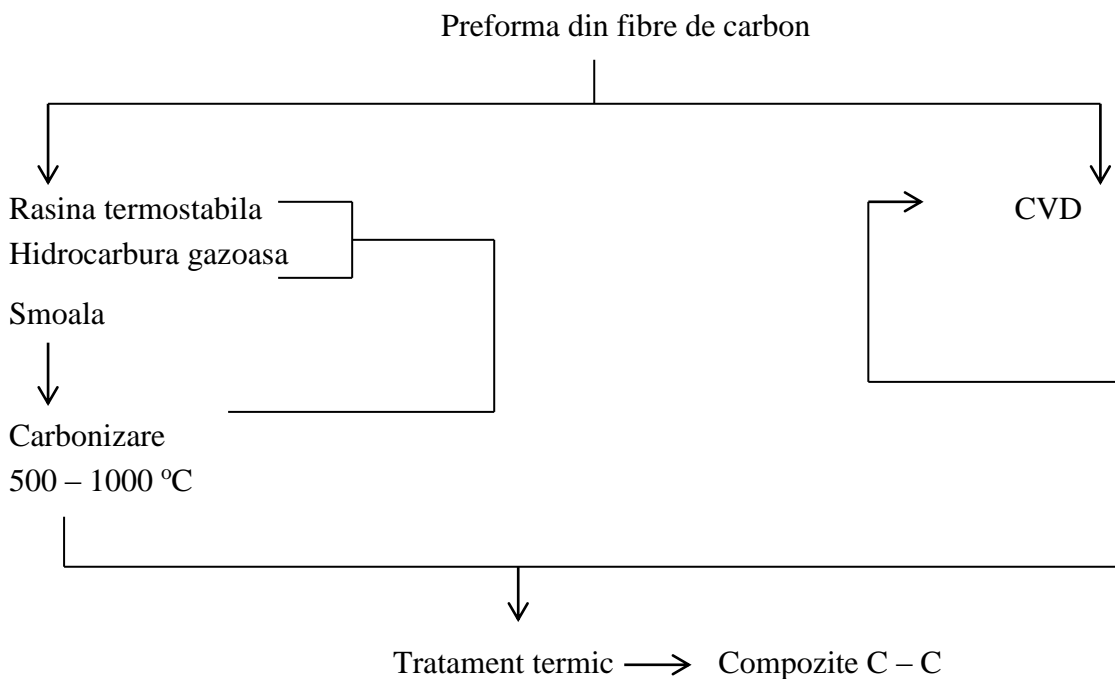 Preforma din fibre de carbon
Rasina termostabila
CVD
Hidrocarbura gazoasa
Smoala
Carbonizare
500 – 1000 ºC
Tratament termic
Compozite C – C